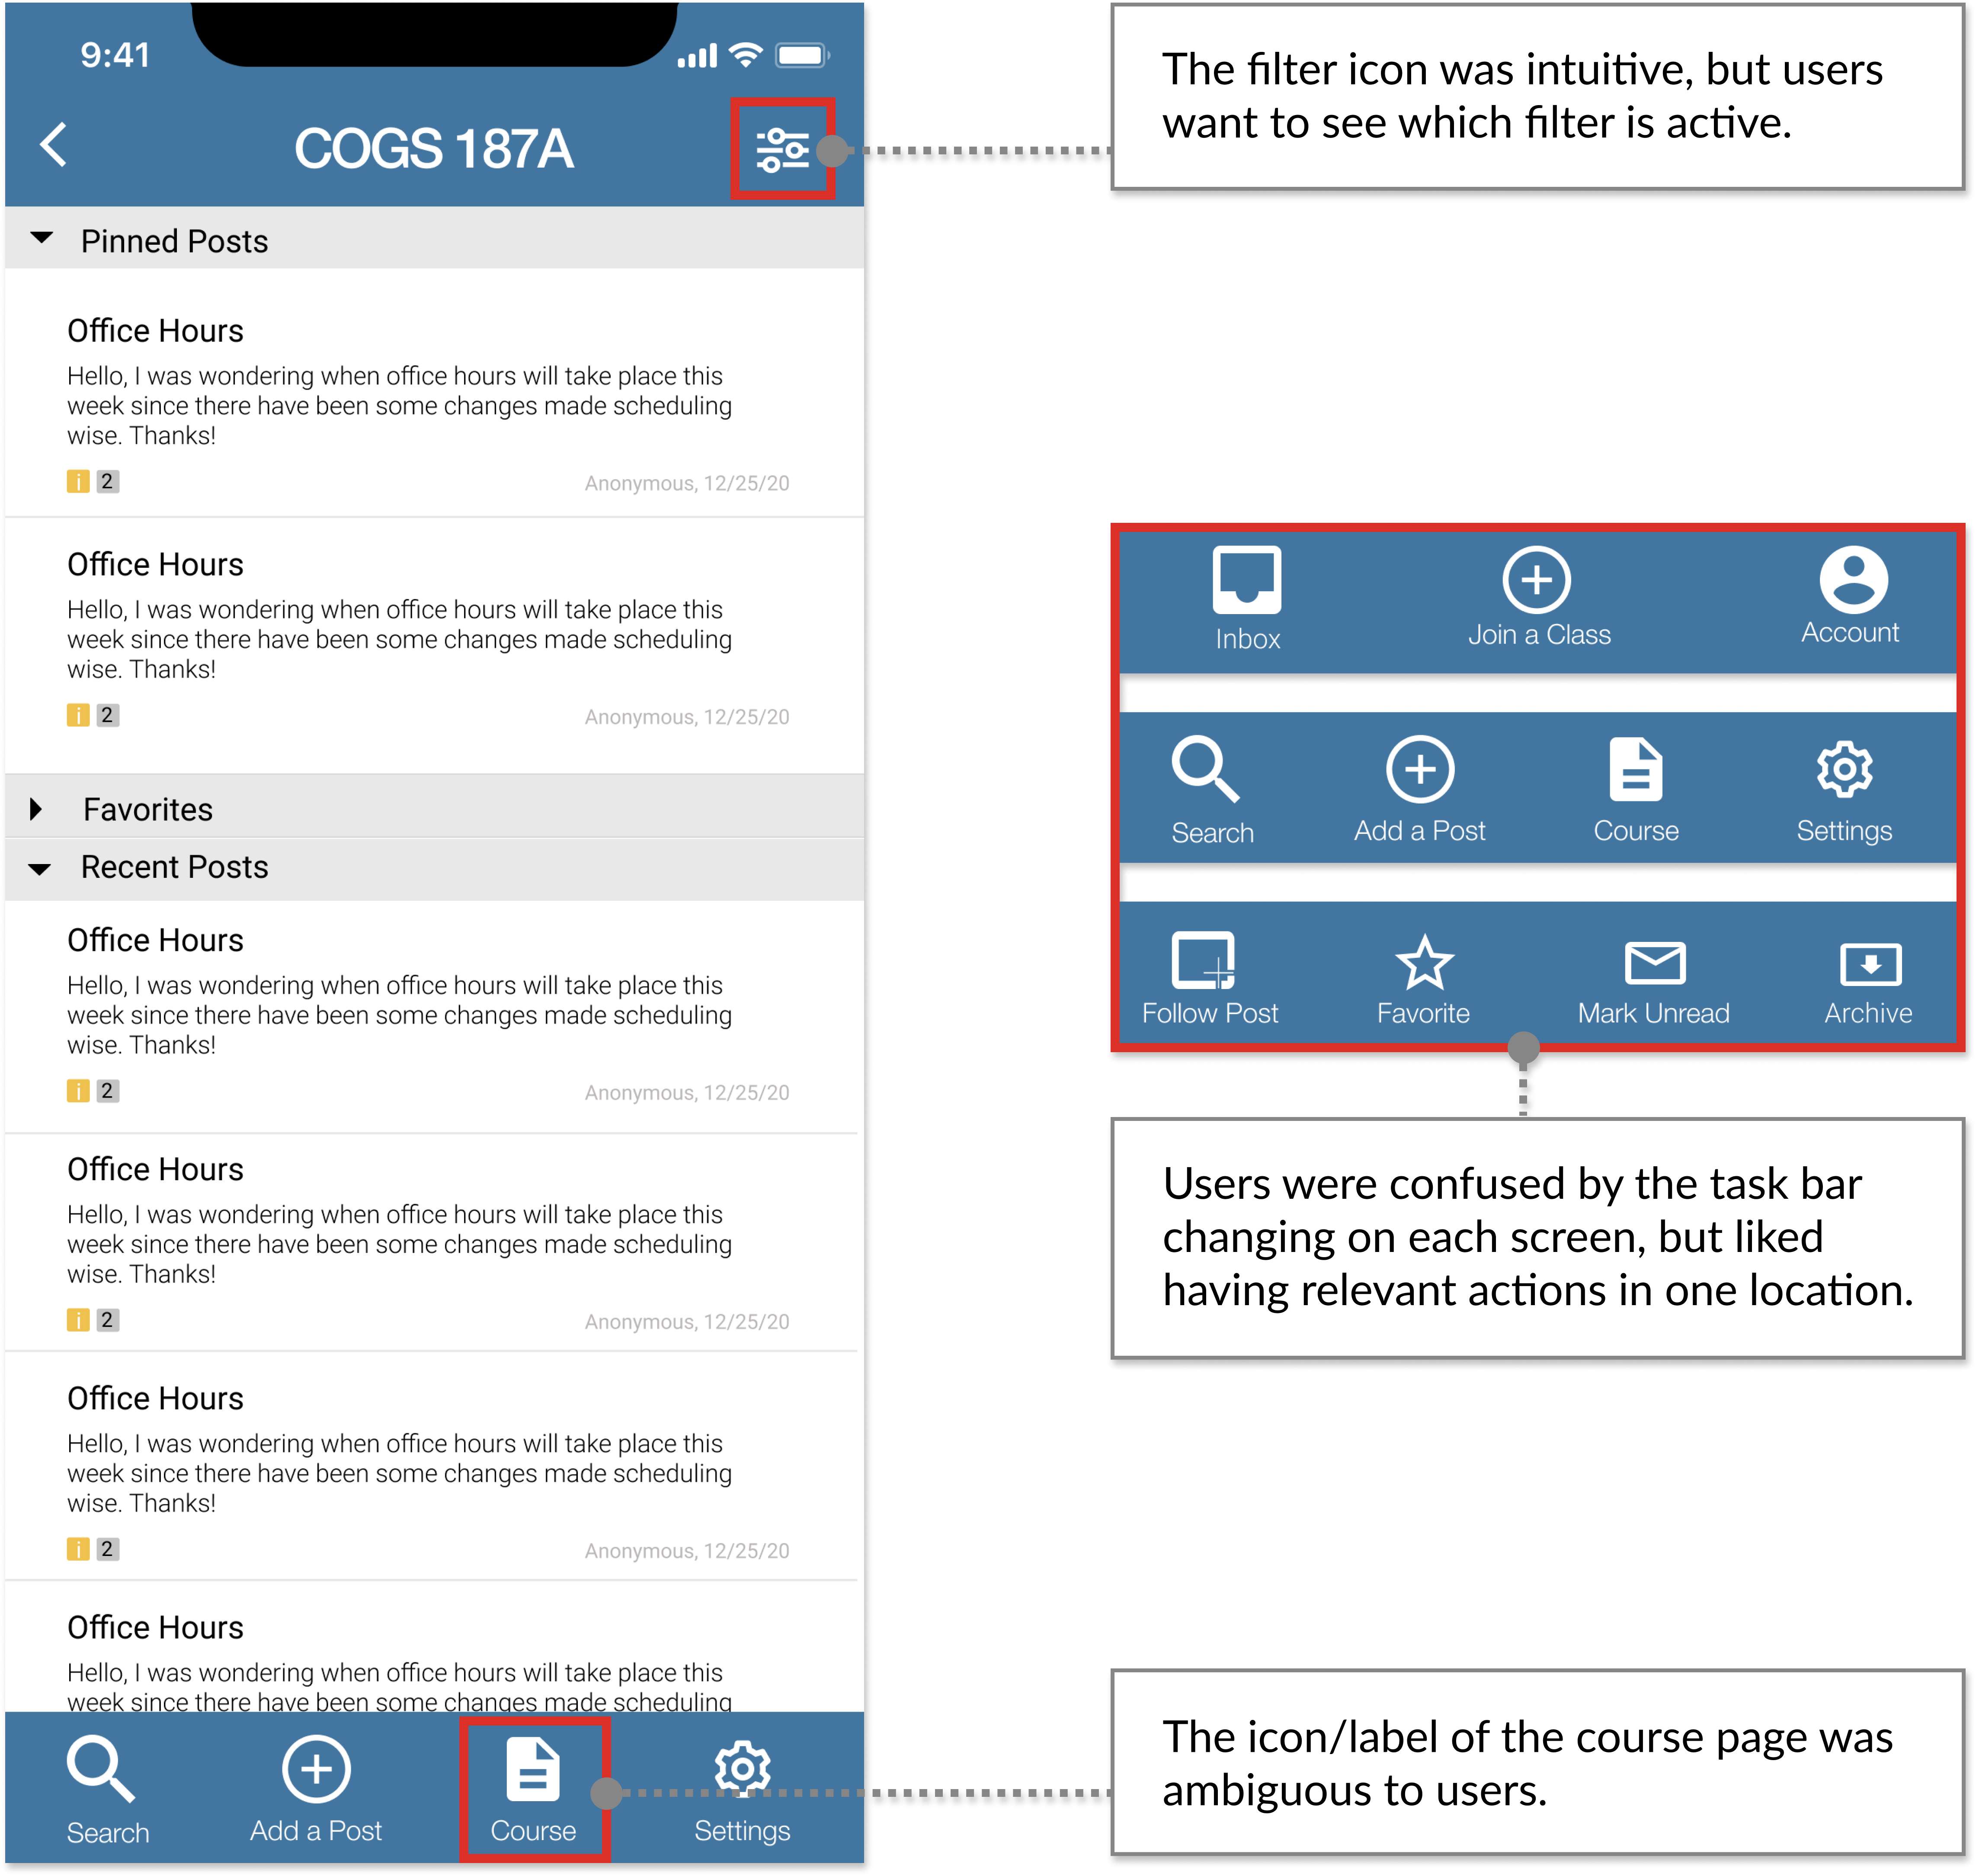 9:41
COGS 187A
Pinned Posts
Office Hours
Hello, I was wondering when office hours will take place this
week since there have been some changes made scheduling
wise. Thanks!
i 2
Anonymous, 12/25/20
Office Hours
Hello, I was wondering when office hours will take place this
week since there have been some changes made scheduling
wise. Thanks!
i 2
Anonymous, 12/25/20
Favorites
Recent Posts
Office Hours
Hello, I was wondering when office hours will take place this
week since there have been some changes made scheduling
wise. Thanks!
i 2
Anonymous, 12/25/20
Office Hours
Hello, I was wondering when office hours will take place this
week since there have been some changes made scheduling
wise. Thanks!
i 2
Anonymous, 12/25/20
Office Hours
Hello, I was wondering when office hours will take place this
week since there have been some changes made scheduling
wise. Thanks!
i 2
Anonymous, 12/25/20
Office Hours
Hello, I was wondering when office hours will take place this
week since there have been some changes made scheduling
Search
Add a Post
Course
Settings
The filter icon was intuitive, but users
want to see which filter is active.
Inbox
Join a Class
Account
Search
Add a Post
Course
Settings
Follow Post
Favorite
Mark Unread
Archive
Users were confused by the task bar
changing on each screen, but liked
having relevant actions in one location.
The icon/label of the course page was
ambiguous to users.